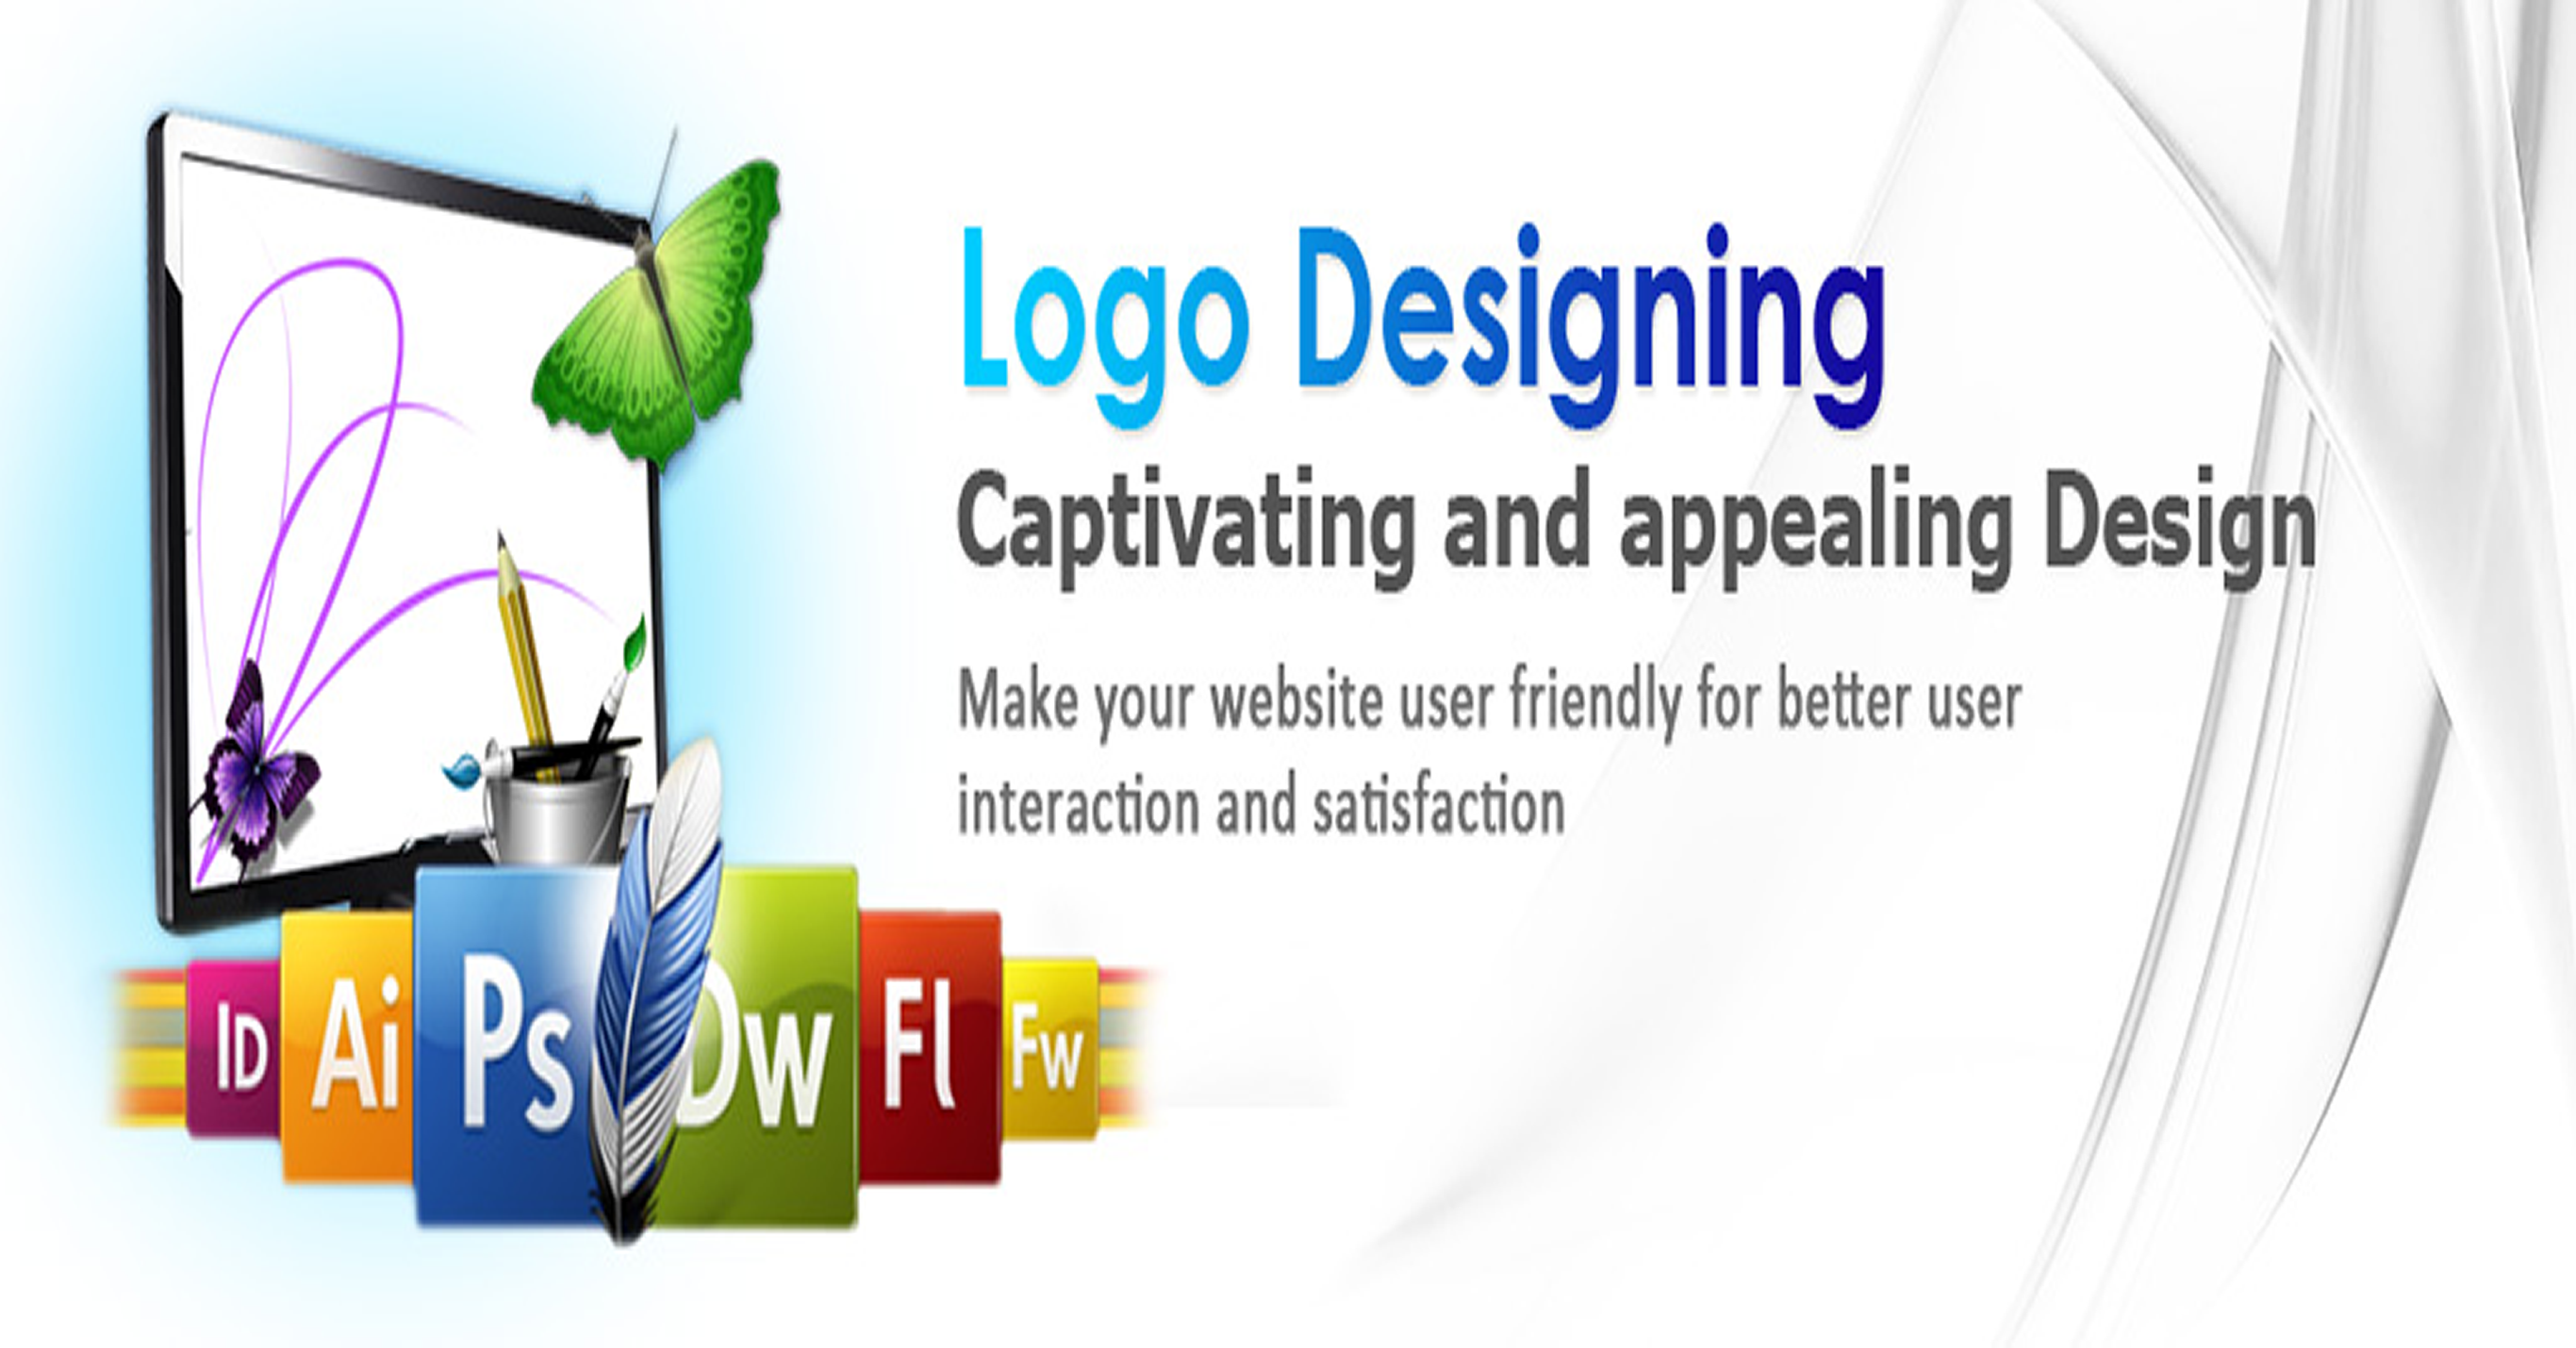 Logo Designing
Captivating and appealing Design
Make your website user friendly for better user
interaction and satisfaction
ID Ai Ps Dw Fl Fw